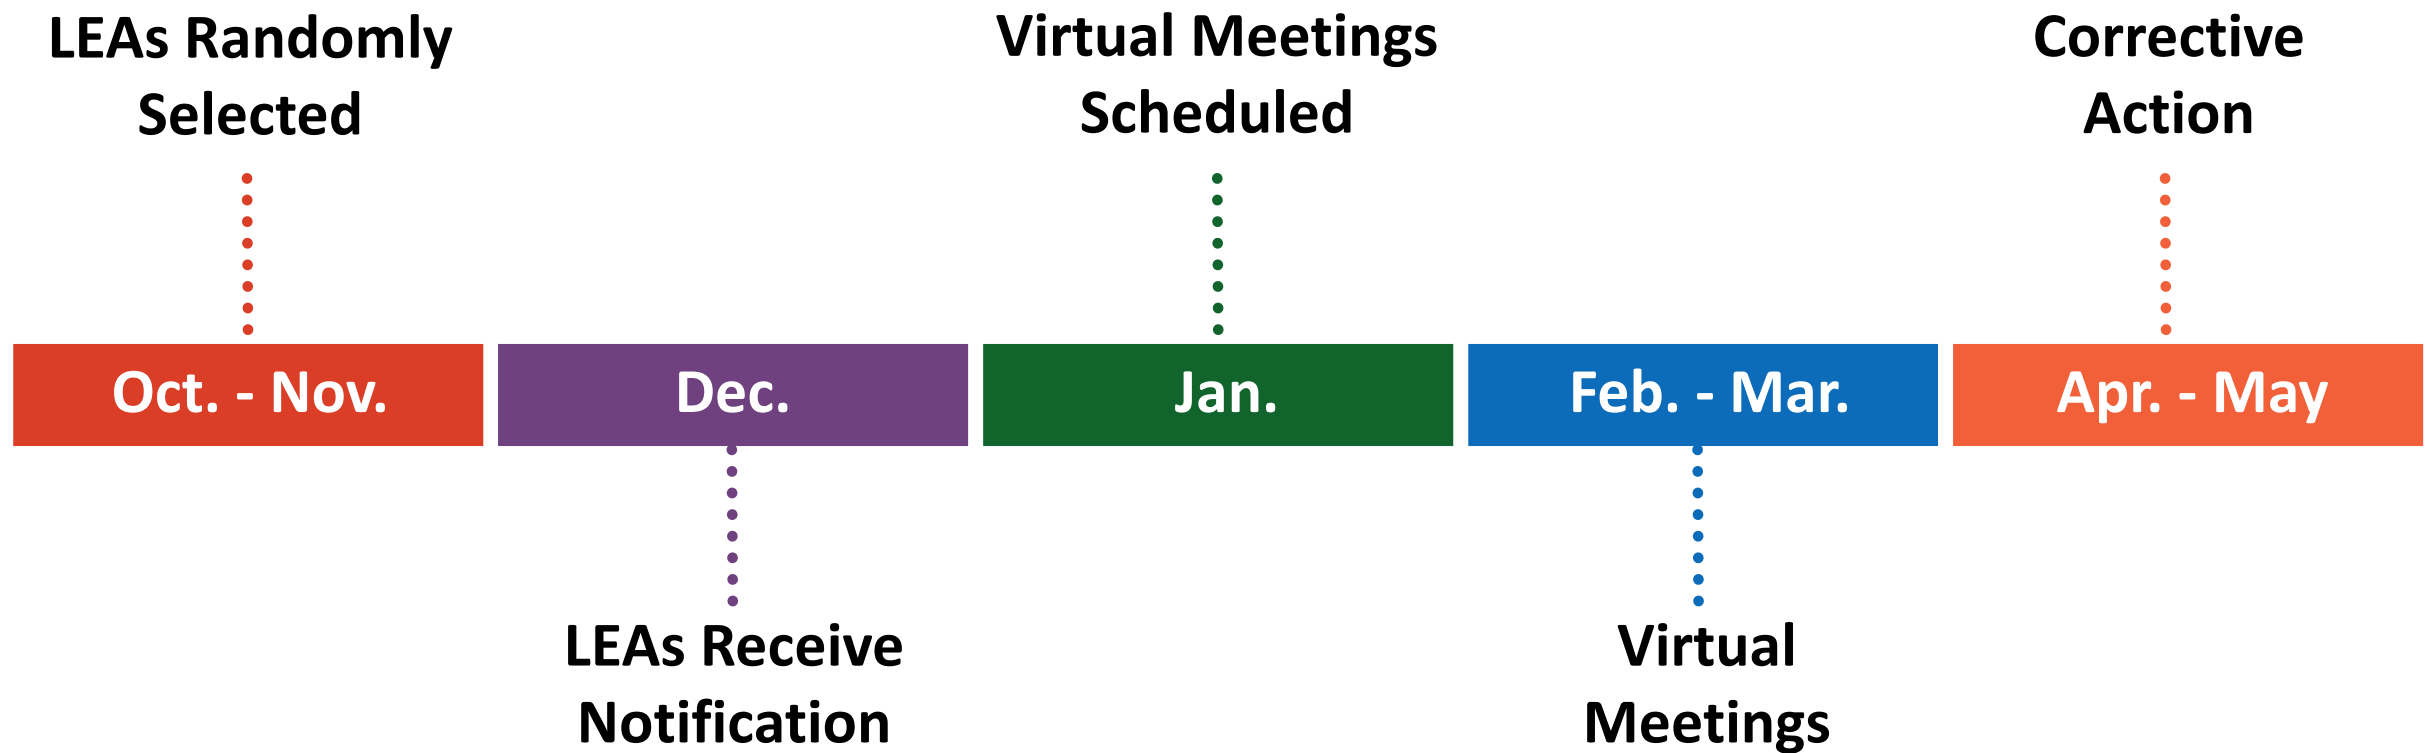 LEAs Randomly
Selected
Virtual Meetings
Scheduled
Corrective
Action
Oct. - Nov.
Dec.
Jan.
Feb. - Mar.
Apr. - May
LEAs Receive
Notification
Virtual
Meetings